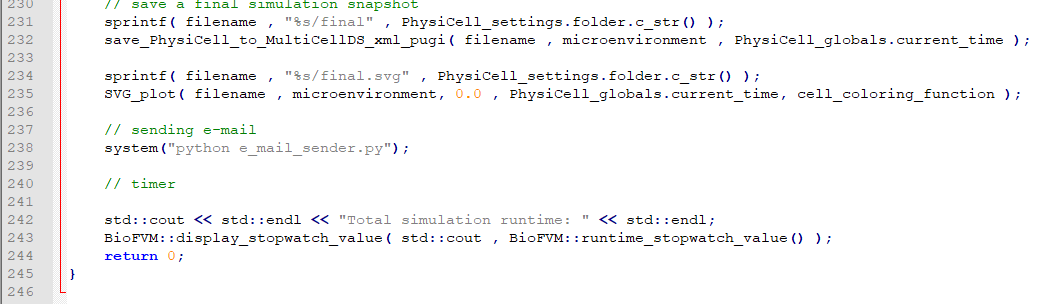 230 // save a final simulation snapshot
231 sprintf( filename , "%s/final" , PhysiCell_settings.folder.c_str() );
232 save_PhysiCell_to_MultiCellDS_xml_pugi( filename , microenvironment , PhysiCell_globals.current_time );
233
234 sprintf( filename , "%s/final.svg" , PhysiCell_settings.folder.c_str() );
235 SVG_plot( filename , microenvironment, 0.0 , PhysiCell_globals.current_time, cell_coloring_function );
236
237 // sending e-mail
238 system("python e_mail_sender.py");
239
240 // timer
241
242 std::cout << std::endl << "Total simulation runtime: " << std::endl;
243 BioFVM::display_stopwatch_value( std::cout , BioFVM::runtime_stopwatch_value() );
244 return 0;
245 }
246